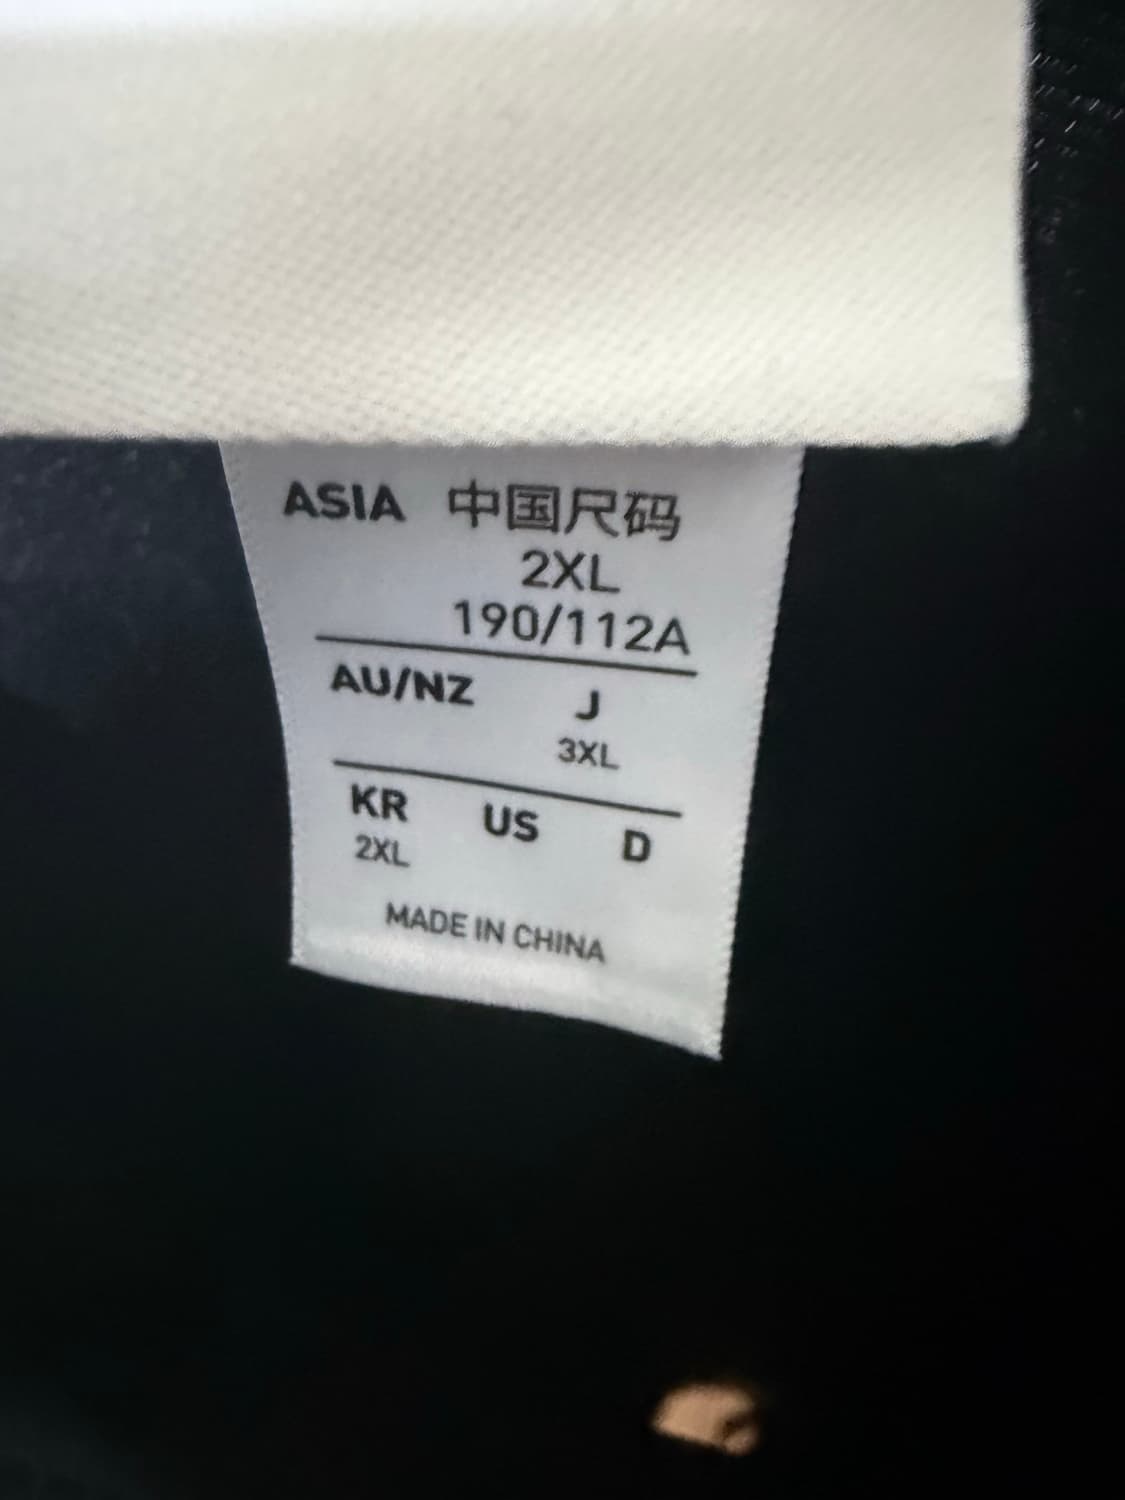 ASIA 中国尺码
2XL
190/112A
AU/NZ J
3XL
KR US D
2XL
MADE IN CHINA